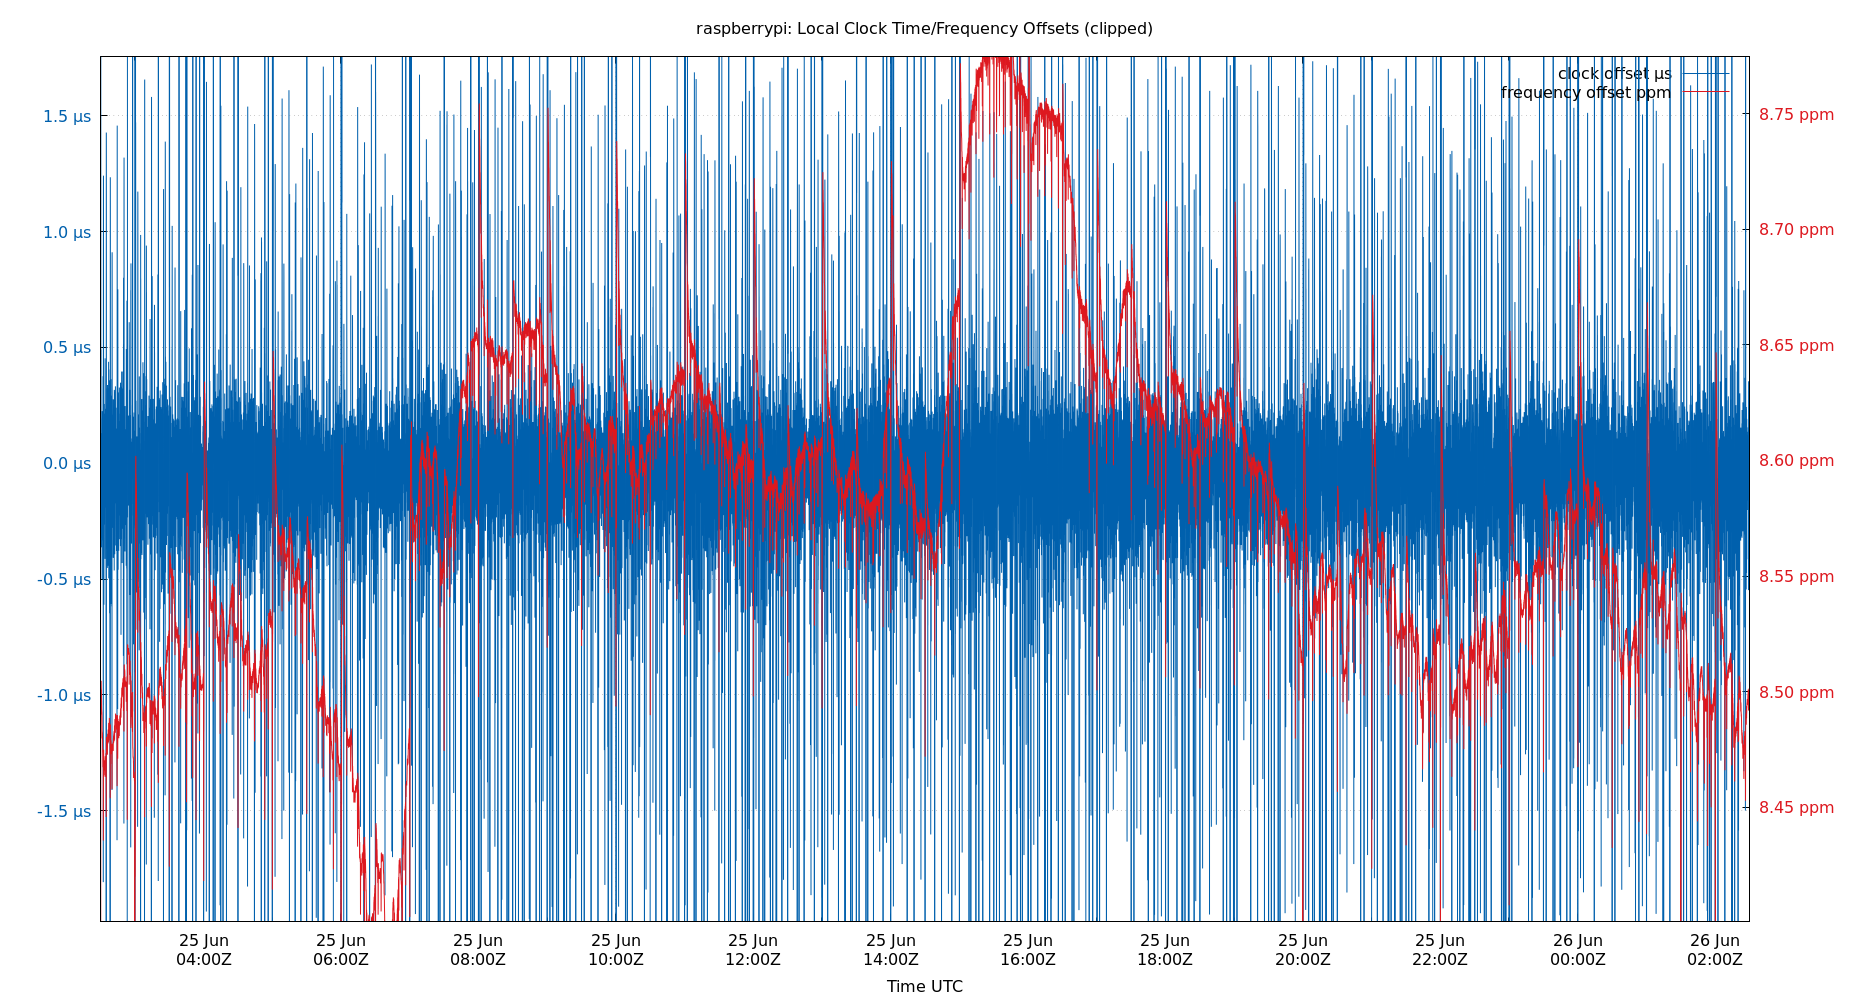 raspberrypi: Local Clock Time/Frequency Offsets (clipped)
clock offset µs
frequency offset ppm
1.5 µs
1.0 µs
0.5 µs
0.0 µs
-0.5 µs
-1.0 µs
-1.5 µs
8.75 ppm
8.70 ppm
8.65 ppm
8.60 ppm
8.55 ppm
8.50 ppm
8.45 ppm
25 Jun 25 Jun 25 Jun 25 Jun 25 Jun 25 Jun 25 Jun 25 Jun 25 Jun 25 Jun 26 Jun 26 Jun
04:00Z 06:00Z 08:00Z 10:00Z 12:00Z 14:00Z 16:00Z 18:00Z 20:00Z 22:00Z 00:00Z 02:00Z
Time UTC